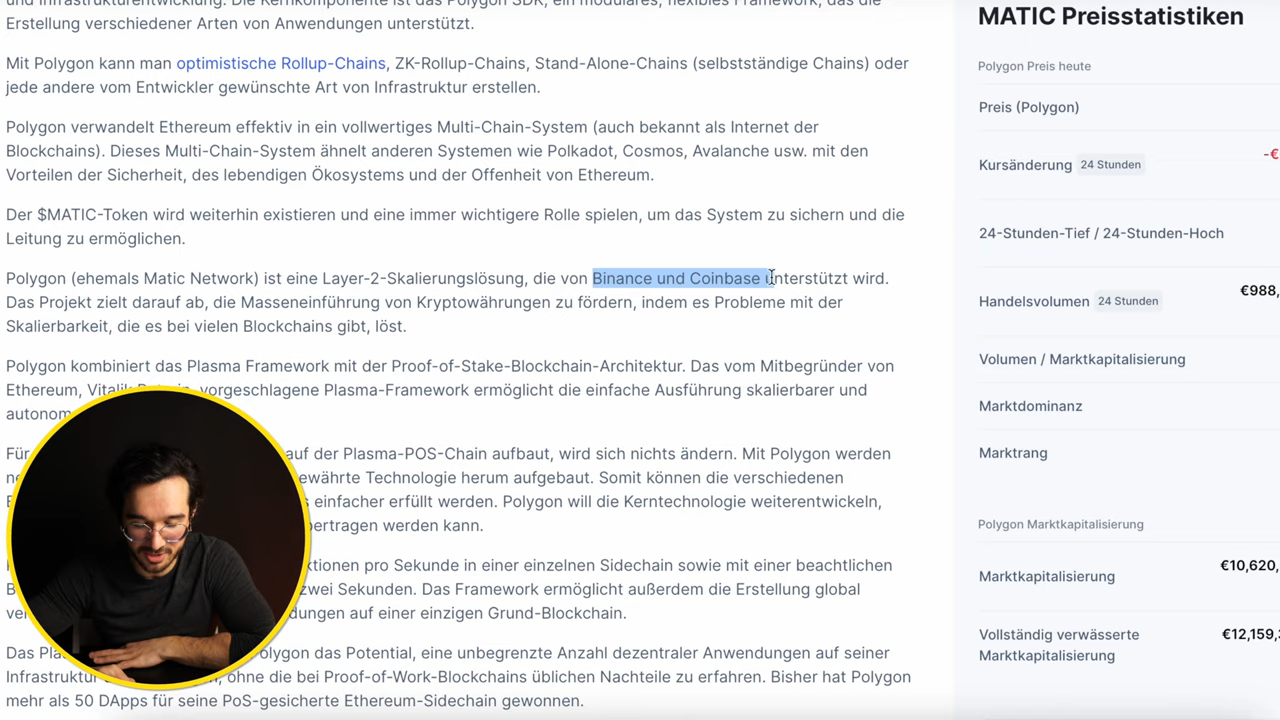 und Infrastrukturentwicklung. Die Kernkomponente ist das Polygon SDK, ein modulares, flexibles Framework, das die
Erstellung verschiedener Arten von Anwendungen unterstützt.
Mit Polygon kann man optimistische Rollup-Chains, ZK-Rollup-Chains, Stand-Alone-Chains (selbstständige Chains) oder
jede andere vom Entwickler gewünschte Art von Infrastruktur erstellen.
Polygon verwandelt Ethereum effektiv in ein vollwertiges Multi-Chain-System (auch bekannt als Internet der
Blockchains). Dieses Multi-Chain-System ähnelt anderen Systemen wie Polkadot, Cosmos, Avalanche usw. mit den
Vorteilen der Sicherheit, des lebendigen Ökosystems und der Offenheit von Ethereum.
Der $MATIC-Token wird weiterhin existieren und eine immer wichtigere Rolle spielen, um das System zu sichern und die
Leitung zu ermöglichen.
Polygon (ehemals Matic Network) ist eine Layer-2-Skalierungslösung, die von Binance und Coinbase unterstützt wird.
Das Projekt zielt darauf ab, die Masseneinführung von Kryptowährungen zu fördern, indem es Probleme mit der
Skalierbarkeit, die es bei vielen Blockchains gibt, löst.
Polygon kombiniert das Plasma Framework mit der Proof-of-Stake-Blockchain-Architektur. Das vom Mitbegründer von
Ethereum, Vitalik vorgeschlagene Plasma-Framework ermöglicht die einfache Ausführung skalierbarer und
autonom
Für auf der Plasma-POS-Chain aufbaut, wird sich nichts ändern. Mit Polygon werden
ewährte Technologie herum aufgebaut. Somit können die verschiedenen
einfacher erfüllt werden. Polygon will die Kerntechnologie weiterentwickeln,
bertragen werden kann.
ktionen pro Sekunde in einer einzelnen Sidechain sowie mit einer beachtlichen
zwei Sekunden. Das Framework ermöglicht außerdem die Erstellung global
ver dungen auf einer einzigen Grund-Blockchain.
Das Pla olygon das Potential, eine unbegrenzte Anzahl dezentraler Anwendungen auf seiner
Infrastruktur ohne die bei Proof-of-Work-Blockchains üblichen Nachteile zu erfahren. Bisher hat Polygon
mehr als 50 DApps für seine PoS-gesicherte Ethereum-Sidechain gewonnen.
MATIC Preisstatistiken
Polygon Preis heute
Preis (Polygon)
-€
Kursänderung 24 Stunden
24-Stunden-Tief / 24-Stunden-Hoch
€988,
Handelsvolumen 24 Stunden
Volumen / Marktkapitalisierung
Marktdominanz
Marktrang
Polygon Marktkapitalisierung
€10,620,
Marktkapitalisierung
Vollständig verwässerte €12,159,
Marktkapitalisierung